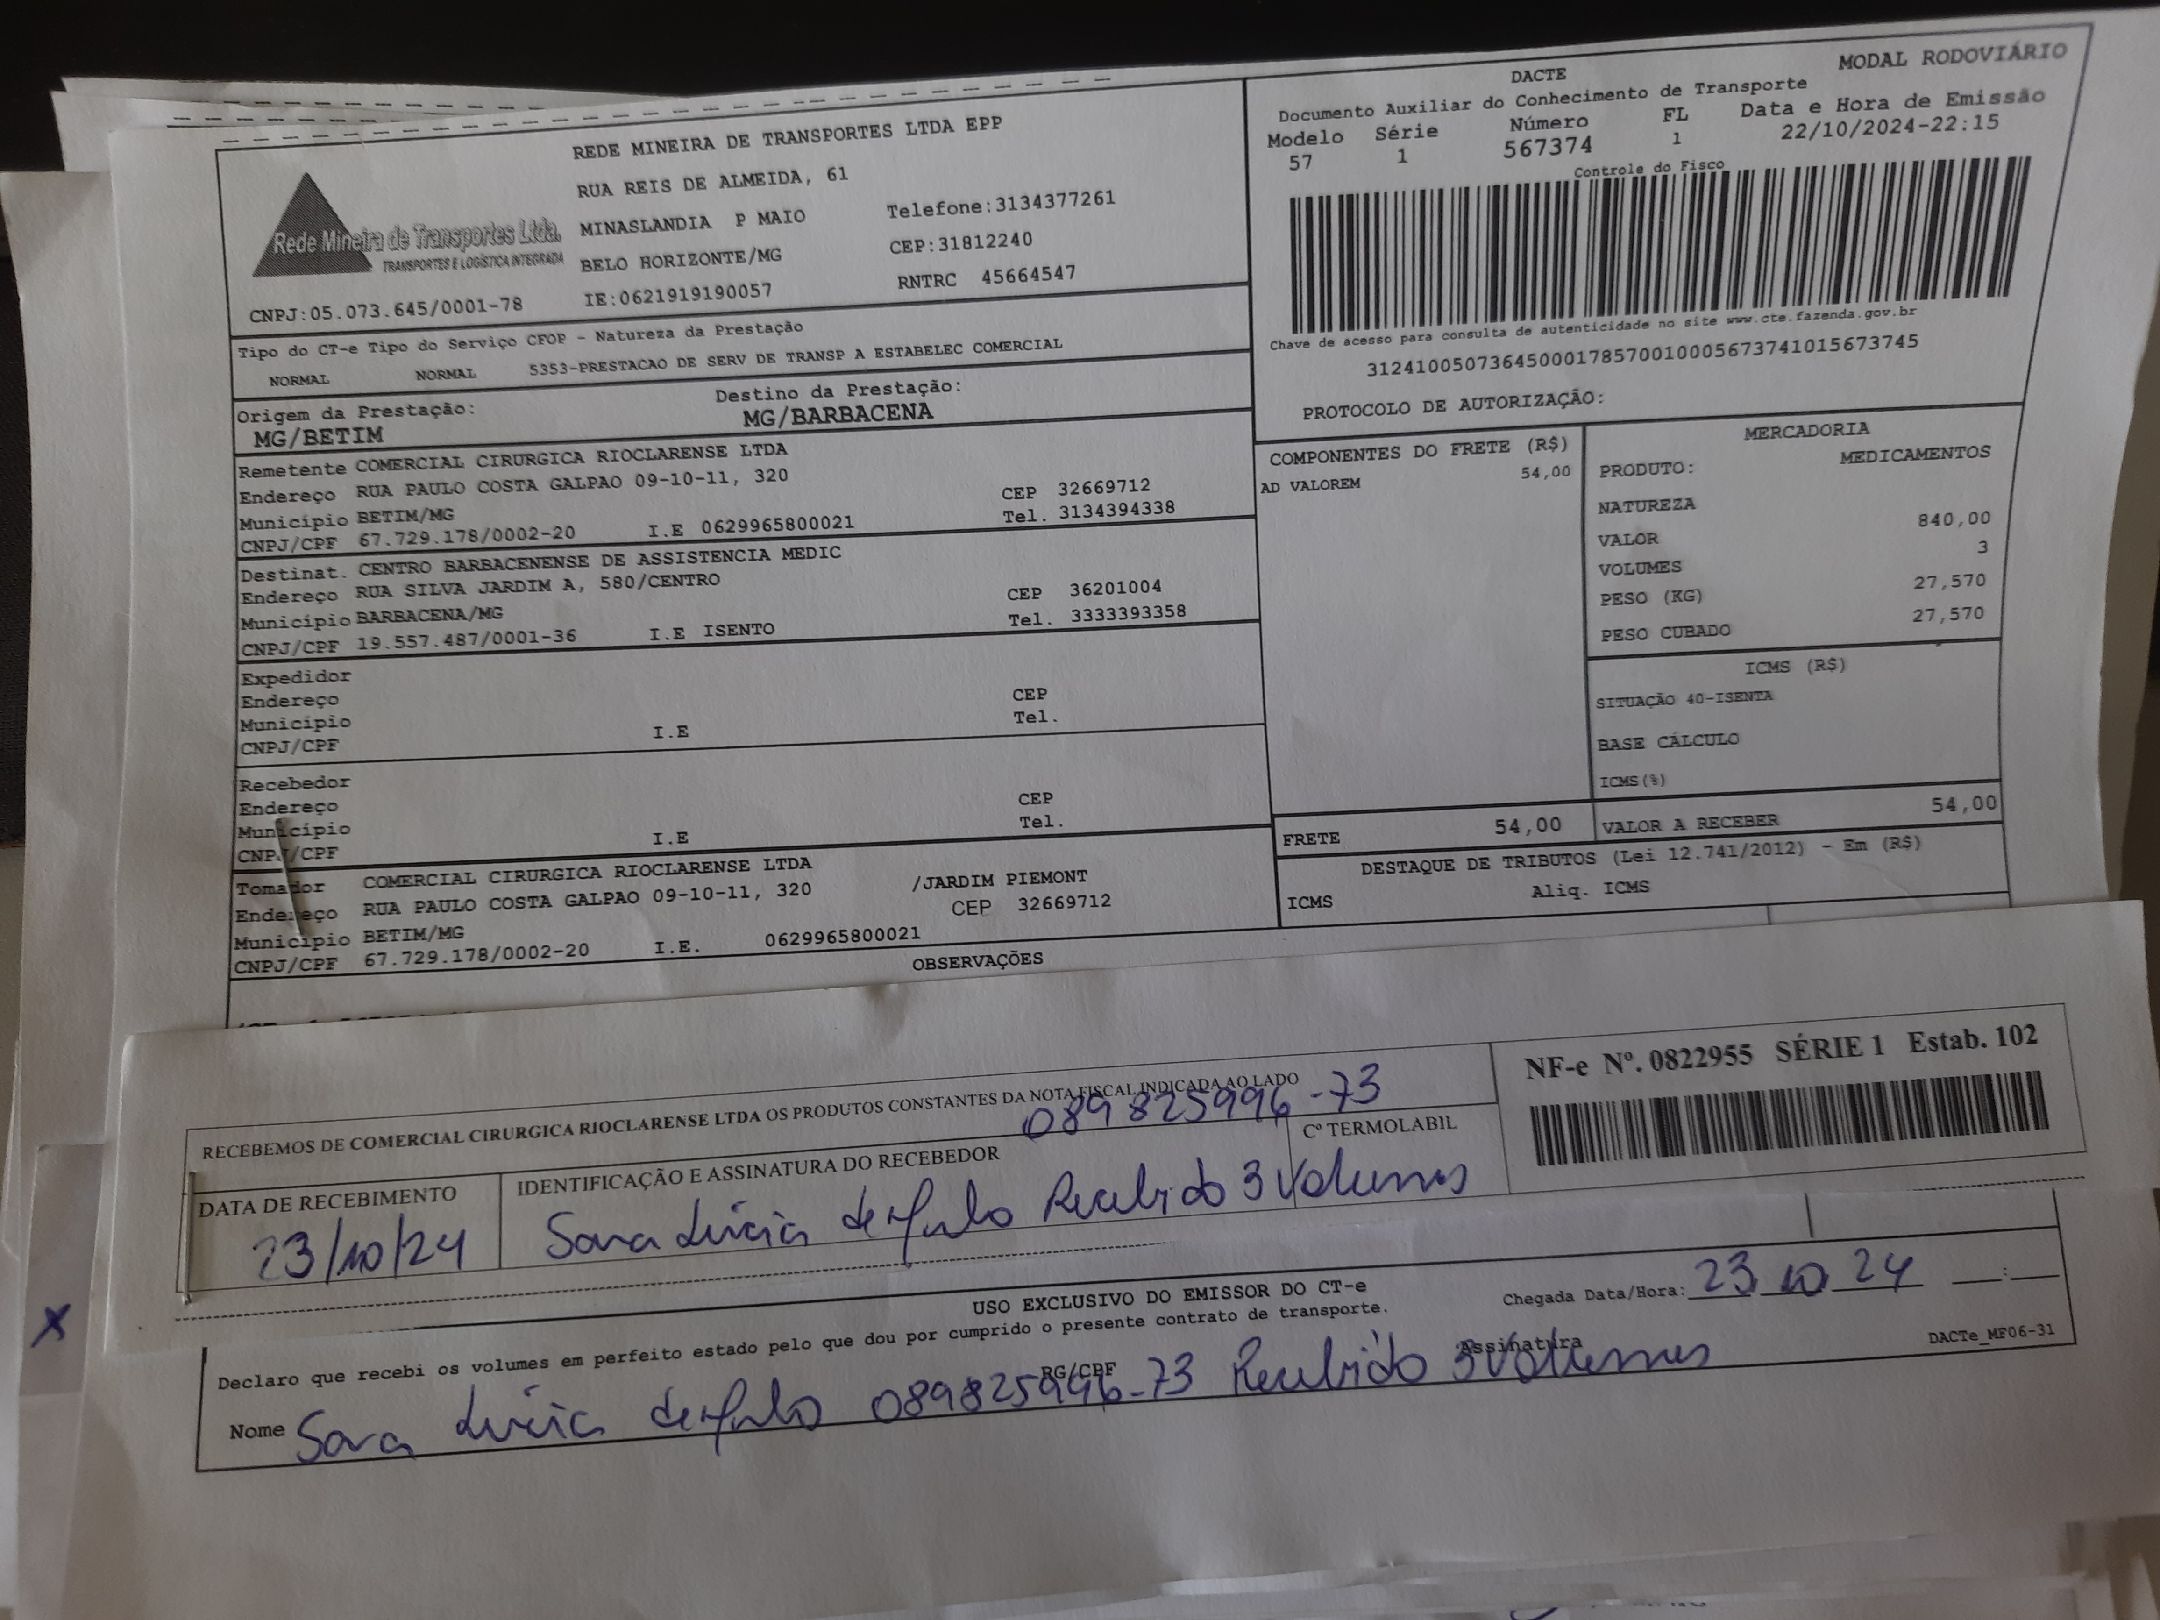 REDE MINEIRA DE TRANSPORTES LTDA EPP
RUA REIS DE ALMEIDA, 61
MINASLANDIA P MAIO Telefone:3134377261
BELO HORIZONTE/MG CEP:31812240
Rede Mineira de Transportes Ltda.
TRANSPORTES E LOGÍSTICA INTEGRADA
CNPJ:05.073.645/0001-78 IE:0621919190057 RNTRC 45664547
Tipo do CT-e Tipo do Serviço CFOP - Natureza da Prestação
NORMAL NORMAL 5353-PRESTACAO DE SERV DE TRANSP A ESTABELEC COMERCIAL
Origem da Prestação: Destino da Prestação:
MG/BETIM MG/BARBACENA
Remetente COMERCIAL CIRURGICA RIOCLARENSE LTDA
Endereço RUA PAULO COSTA GALPAO 09-10-11, 320 CEP 32669712
Município BETIM/MG Tel. 3134394338
CNPJ/CPF 67.729.178/0002-20 I.E 0629965800021
Destinat. CENTRO BARBACENENSE DE ASSISTENCIA MEDIC
Endereço RUA SILVA JARDIM A, 580/CENTRO CEP 36201004
Município BARBACENA/MG Tel. 3333393358
CNPJ/CPF 19.557.487/0001-36 I.E ISENTO
Expedidor
Endereço CEP
Município Tel.
CNPJ/CPF I.E
Recebedor
Endereço CEP
Município Tel.
CNPJ/CPF I.E
Tomador COMERCIAL CIRURGICA RIOCLARENSE LTDA
Endereço RUA PAULO COSTA GALPAO 09-10-11, 320 /JARDIM PIEMONT
Município BETIM/MG CEP 32669712
CNPJ/CPF 67.729.178/0002-20 I.E. 0629965800021
OBSERVAÇÕES
DACTE MODAL RODOVIÁRIO
Documento Auxiliar do Conhecimento de Transporte
Modelo Série Número FL Data e Hora de Emissão
57 1 567374 1 22/10/2024-22:15
Controle do Fisco
Chave de acesso para consulta de autenticidade no site www.cte.fazenda.gov.br
31241005073645000178570010005673741015673745
PROTOCOLO DE AUTORIZAÇÃO:
COMPONENTES DO FRETE (R$)
AD VALOREM 54,00
MERCADORIA
PRODUTO: MEDICAMENTOS
NATUREZA
VALOR 840,00
VOLUMES 3
PESO (KG) 27,570
PESO CUBADO 27,570
ICMS (R$)
SITUAÇÃO 40-ISENTA
BASE CÁLCULO
ICMS(%)
FRETE 54,00 VALOR A RECEBER 54,00
DESTAQUE DE TRIBUTOS (Lei 12.741/2012) - Em (R$)
ICMS Aliq. ICMS
RECEBEMOS DE COMERCIAL CIRURGICA RIOCLARENSE LTDA OS PRODUTOS CONSTANTES DA NOTA FISCAL INDICADA AO LADO
089825996-73
DATA DE RECEBIMENTO IDENTIFICAÇÃO E ASSINATURA DO RECEBEDOR Cº TERMOLABIL
23/10/24 Sara Lúcia de Recebido 3 Volumes
NF-e Nº. 0822955 SÉRIE 1 Estab. 102
USO EXCLUSIVO DO EMISSOR DO CT-e
Declaro que recebi os volumes em perfeito estado pelo que dou por cumprido o presente contrato de transporte.
Chegada Data/Hora: 23 10 24 :
RG/CPF Assinatura
Nome Sara Lúcia de 089825996-73 Recebido 3 Volumes
DACTe_MF06-31
X